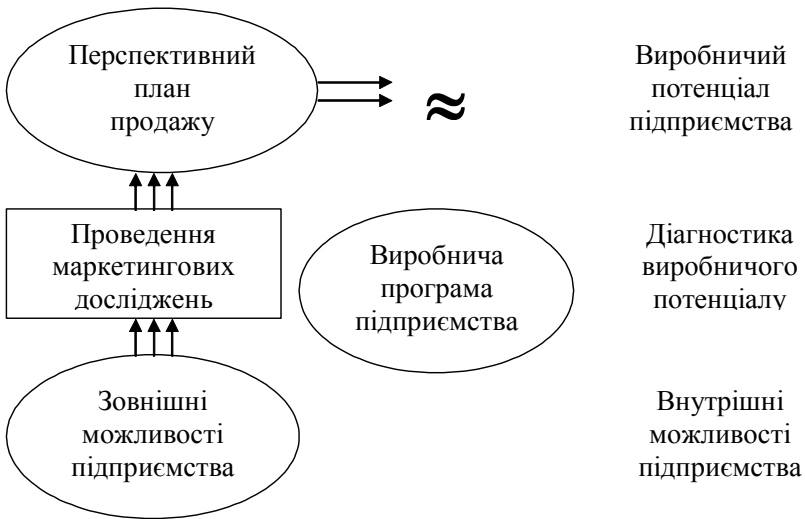 Перспективний
план
продажу
≈
Виробничий
потенціал
підприємства
Проведення
маркетингових
досліджень
Виробнича
програма
підприємства
Діагностика
виробничого
потенціалу
Зовнішні
можливості
підприємства
Внутрішні
можливості
підприємства